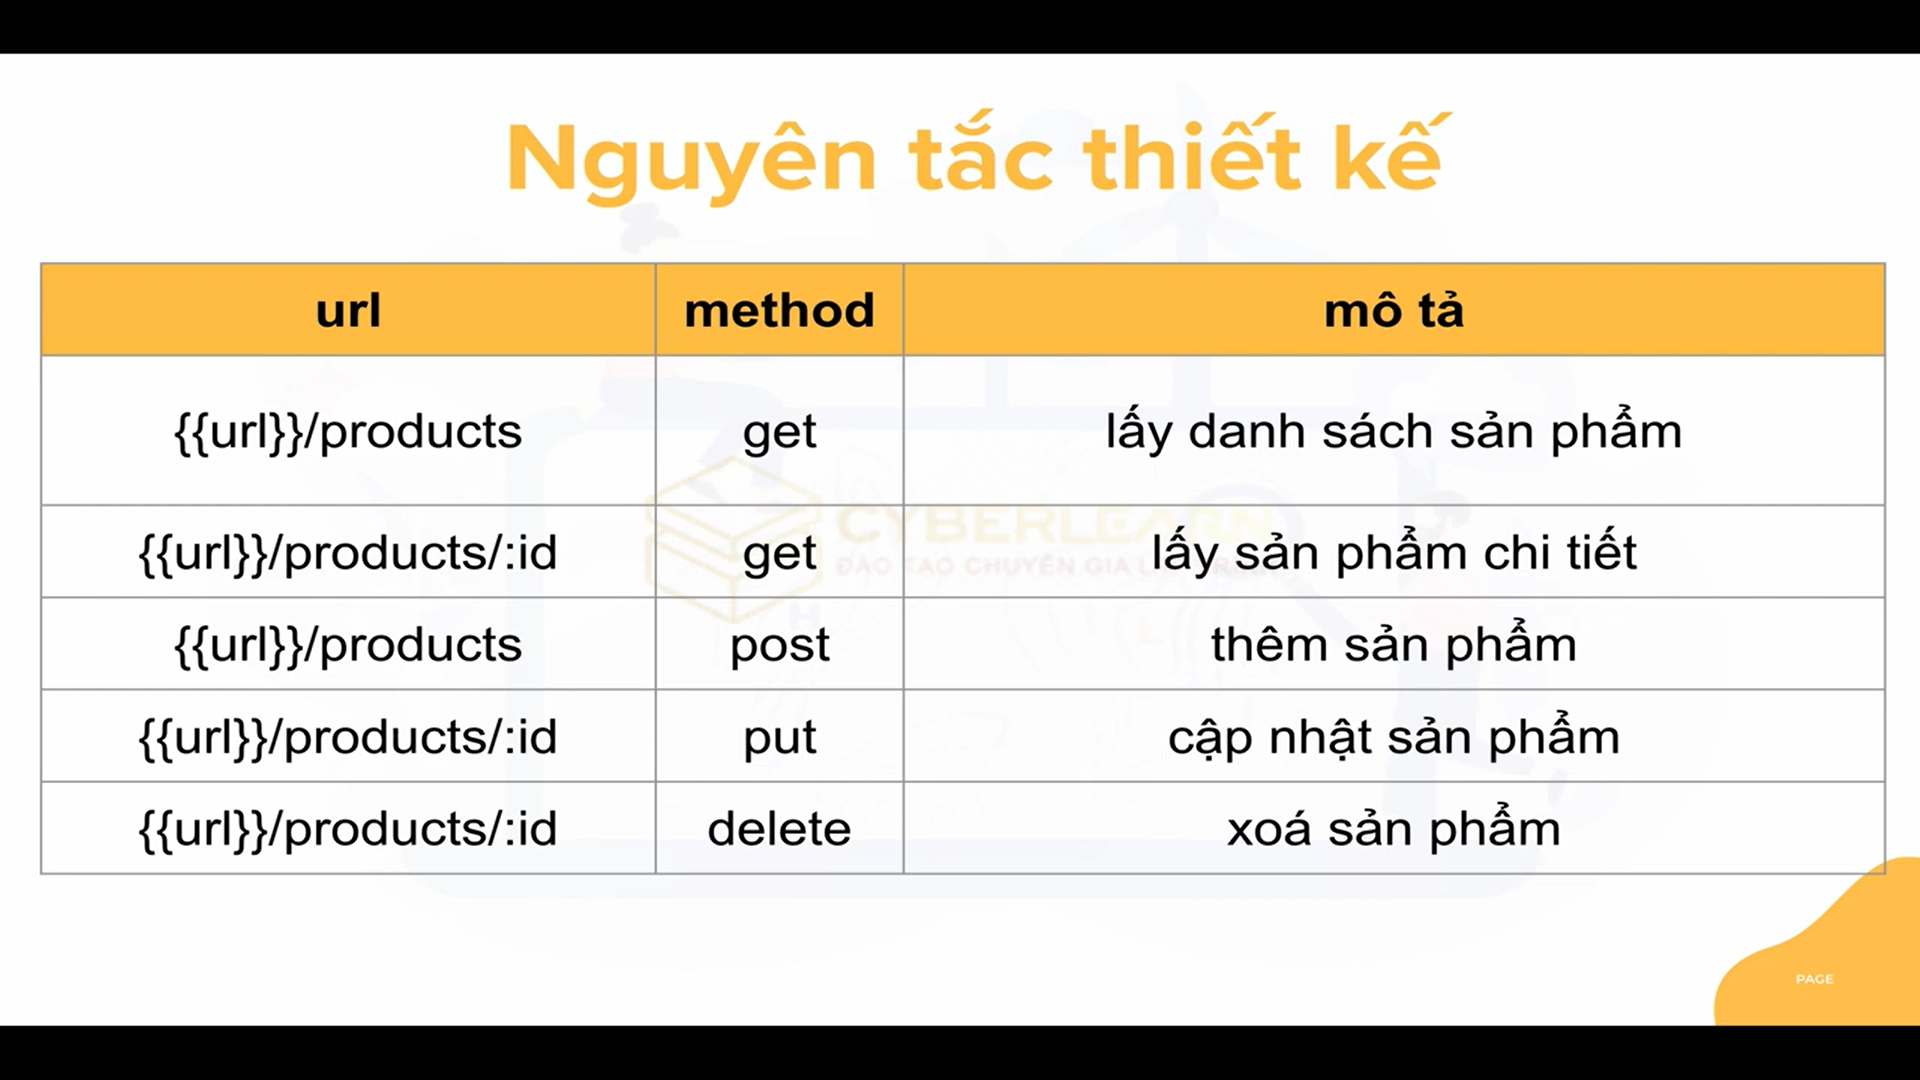 Nguyên tắc thiết kế
url method mô tả
{{url}}/products get lấy danh sách sản phẩm
{{url}}/products/:id get lấy sản phẩm chi tiết
{{url}}/products post thêm sản phẩm
{{url}}/products/:id put cập nhật sản phẩm
{{url}}/products/:id delete xoá sản phẩm
CYBERLEARN
ĐÀO TẠO CHUYÊN GIA
PAGE